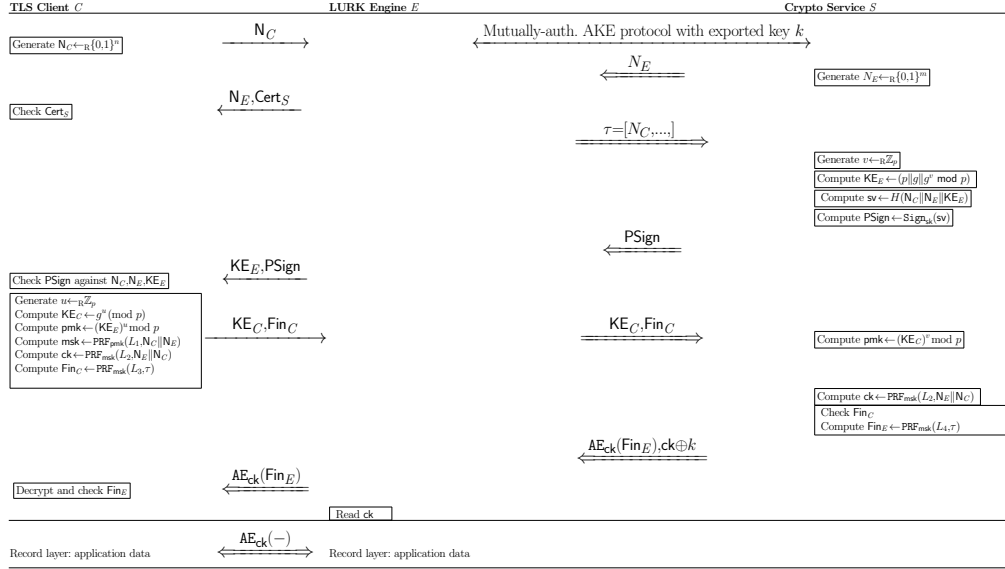 TLS Client C LURK Engine E Crypto Service S
Generate N_C←_R{0,1}^n
N_C
Mutually-auth. AKE protocol with exported key k
N_E
Generate N_E←_R{0,1}^m
N_E,Cert_S
Check Cert_S
τ=[N_C,...,]
Generate v←_Rℤ_p
Compute KE_E←(p‖g‖g^v mod p)
Compute sv←H(N_C‖N_E‖KE_E)
Compute PSign←Sign_sk(sv)
PSign
KE_E,PSign
Check PSign against N_C,N_E,KE_E
Generate u←_Rℤ_p
Compute KE_C←g^u(mod p)
Compute pmk←(KE_E)^u mod p
Compute msk←PRF_pmk(L_1,N_C‖N_E)
Compute ck←PRF_msk(L_2,N_E‖N_C)
Compute Fin_C←PRF_msk(L_3,τ)
KE_C,Fin_C
KE_C,Fin_C
Compute pmk←(KE_C)^v mod p
Compute ck←PRF_msk(L_2,N_E‖N_C)
Check Fin_C
Compute Fin_E←PRF_msk(L_4,τ)
AE_ck(Fin_E),ck⊕k
AE_ck(Fin_E)
Decrypt and check Fin_E
Read ck
AE_ck(−)
Record layer: application data
Record layer: application data